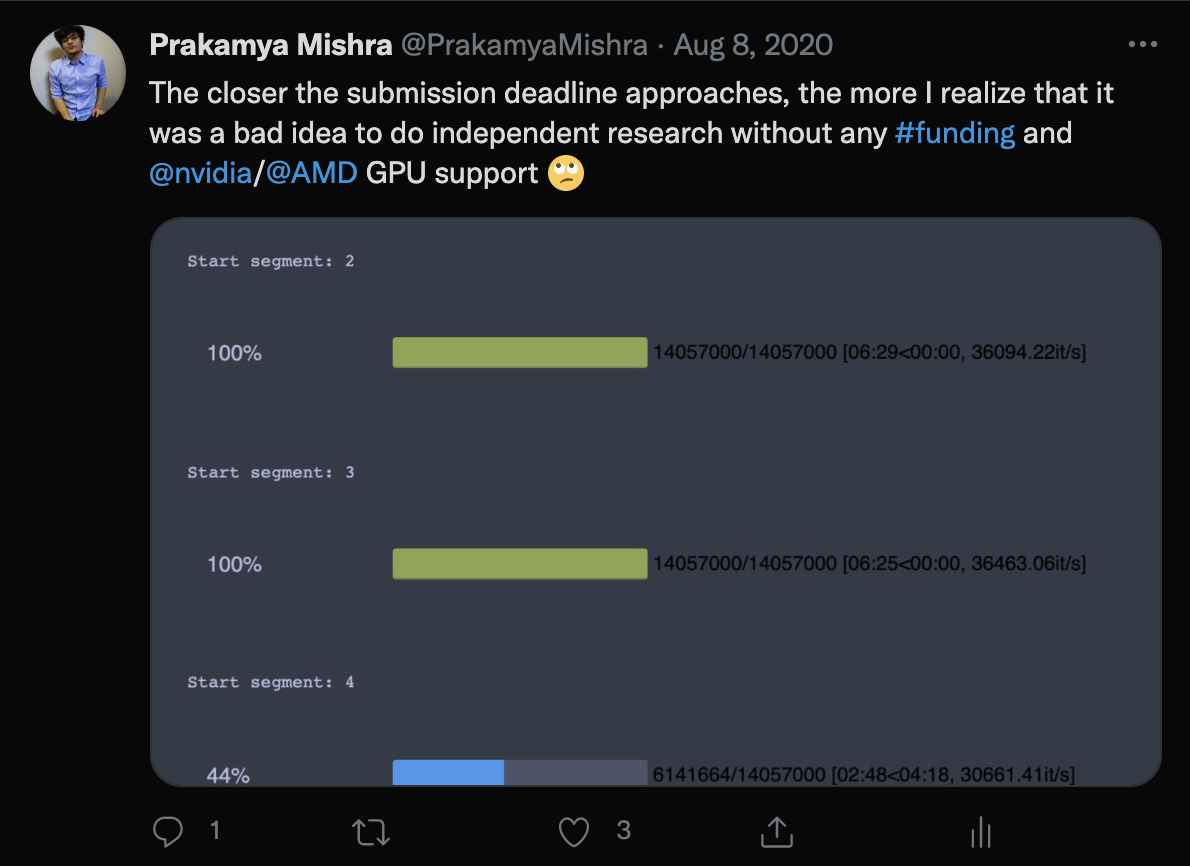 Prakamya Mishra @PrakamyaMishra · Aug 8, 2020
The closer the submission deadline approaches, the more I realize that it
was a bad idea to do independent research without any #funding and
@nvidia/@AMD GPU support 🙄
Start segment: 2
100% 14057000/14057000 [06:29<00:00, 36094.22it/s]
Start segment: 3
100% 14057000/14057000 [06:25<00:00, 36463.06it/s]
Start segment: 4
44% 6141664/14057000 [02:48<04:18, 30661.41it/s]
1 3